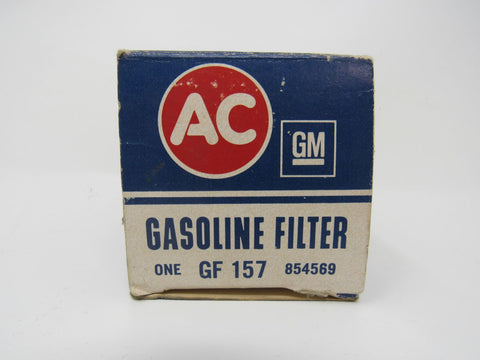 AC
GM
GASOLINE FILTER
ONE GF 157 854569